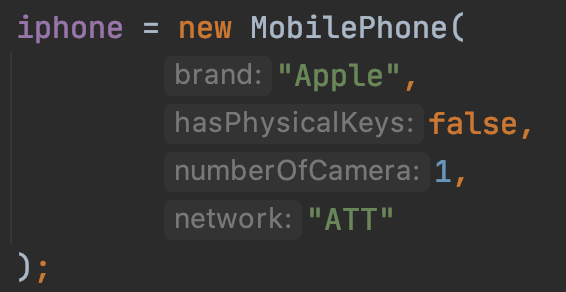 iphone = new MobilePhone(
brand: "Apple",
hasPhysicalKeys: false,
numberOfCamera: 1,
network: "ATT"
);